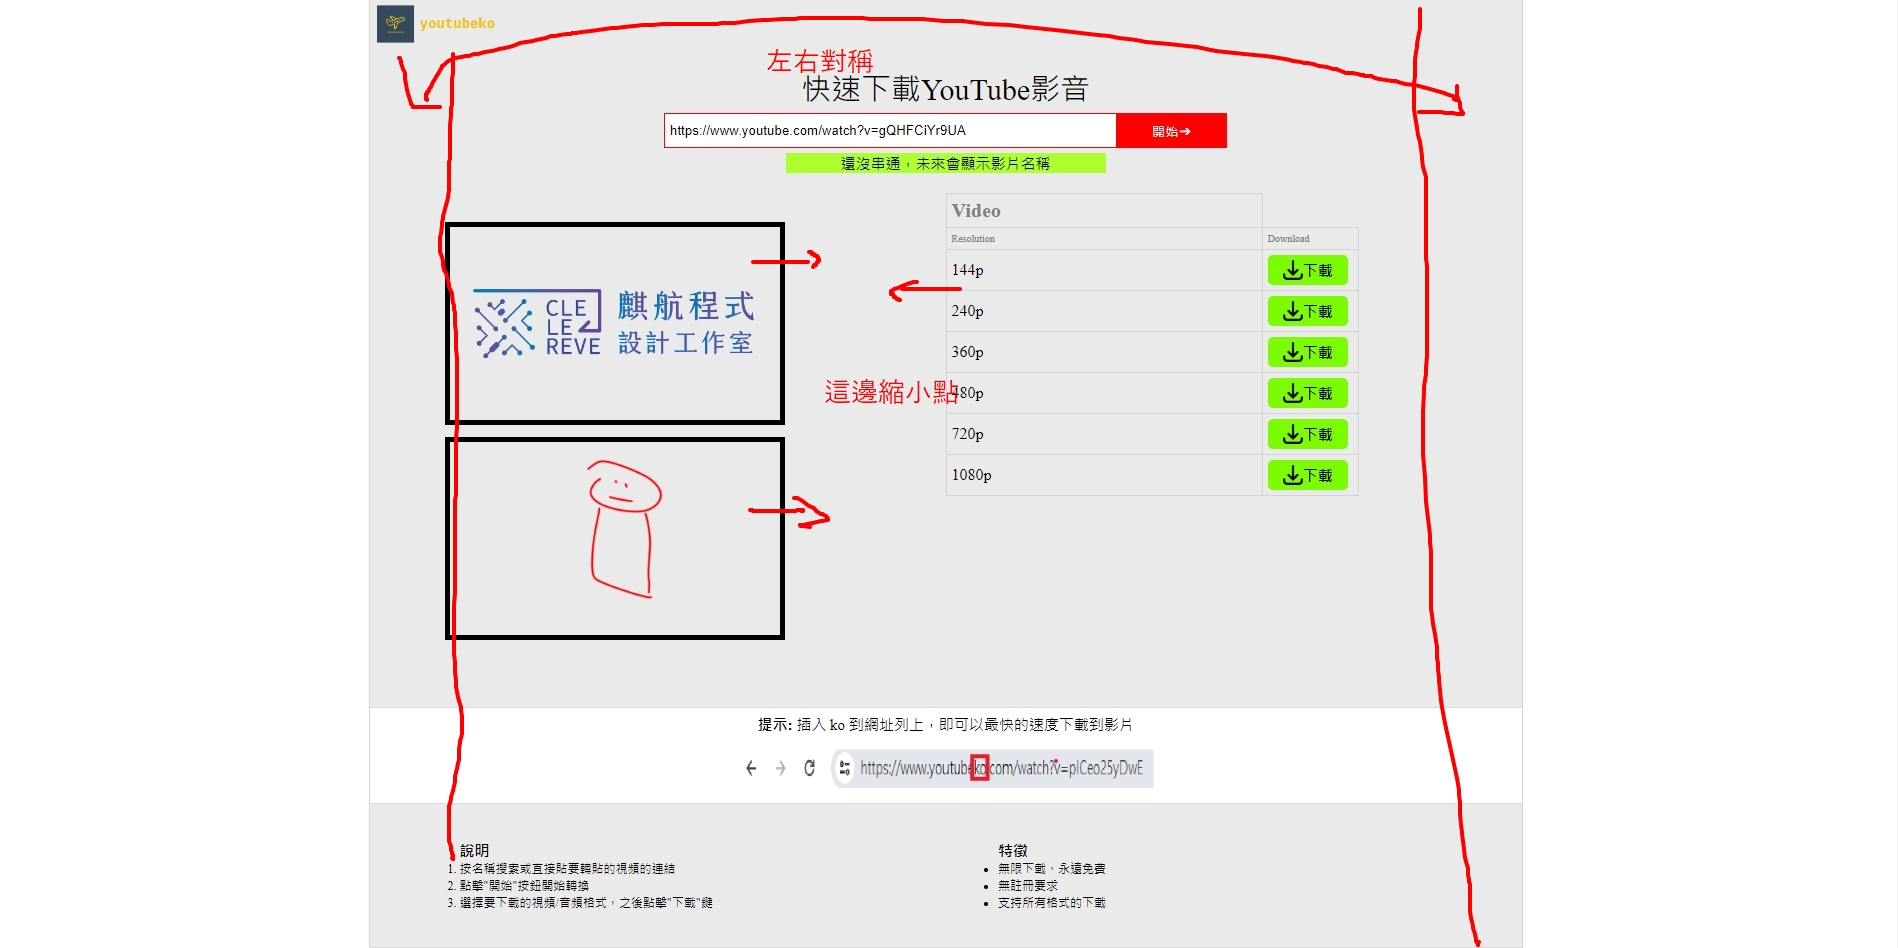 youtubeko
左右對稱
快速下載YouTube影音
https://www.youtube.com/watch?v=gQHFCiYr9UA
開始➔
還沒串通，未來會顯示影片名稱
CLE
LE
REVE
麒航程式
設計工作室
Video
Resolution Download
144p 下載
240p 下載
360p 下載
這邊縮小點
480p 下載
720p 下載
1080p 下載
提示: 插入 ko 到網址列上，即可以最快的速度下載到影片
https://www.youtubeko.com/watch?v=plCeo25yDwE
說明
1. 按名稱搜索或直接貼要轉貼的視頻的連結
2. 點擊"開始"按鈕開始轉換
3. 選擇要下載的視頻/音頻格式，之後點擊"下載"鍵
特徵
• 無限下載、永遠免費
• 無註冊要求
• 支持所有格式的下載